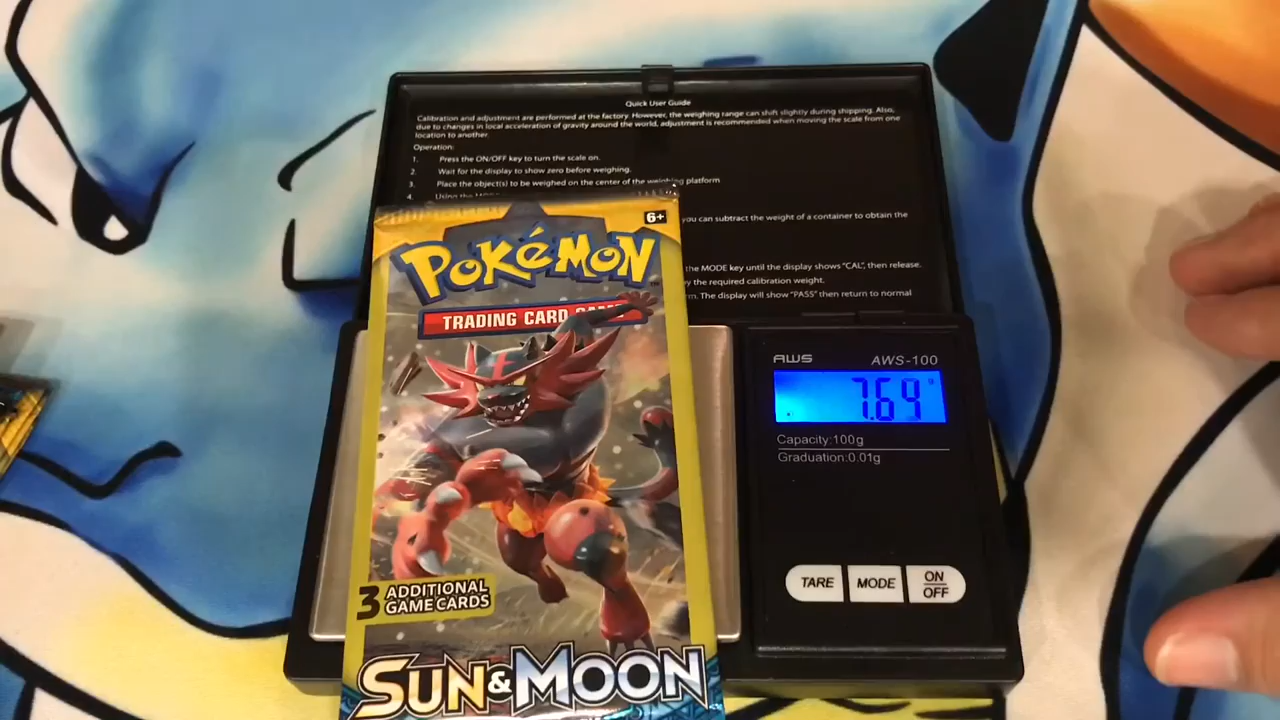 Quick User Guide
Calibration and adjustment are performed at the factory. However, the weighing range can shift slightly during shipping. Also,
due to changes in local acceleration of gravity around the world, adjustment is recommended when moving the scale from one
location to another.
Operation:
1. Press the ON/OFF key to turn the scale on.
2. Wait for the display to show zero before weighing.
3. Place the object(s) to be weighed on the center of the weighing platform
4. Using the
you can subtract the weight of a container to obtain the
the MODE key until the display shows "CAL", then release.
the required calibration weight.
The display will show "PASS" then return to normal
6+
POKéMON
TRADING CARD GAME
3 ADDITIONAL
GAME CARDS
SUN & MOON
AWS AWS-100
7.69
Capacity:100g
Graduation:0.01g
TARE MODE ON
OFF